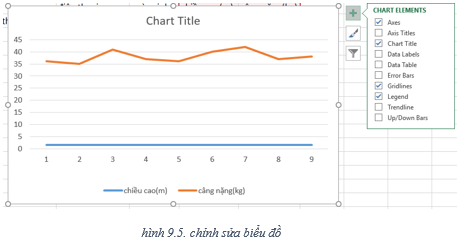 Chart Title
45
40
35
30
25
20
15
10
5
0
1 2 3 4 5 6 7 8 9
chiều cao(m) câng nặng(kg)
CHART ELEMENTS
Axes
Axis Titles
Chart Title
Data Labels
Data Table
Error Bars
Gridlines
Legend
Trendline
Up/Down Bars
hình 9.5. chỉnh sửa biểu đồ